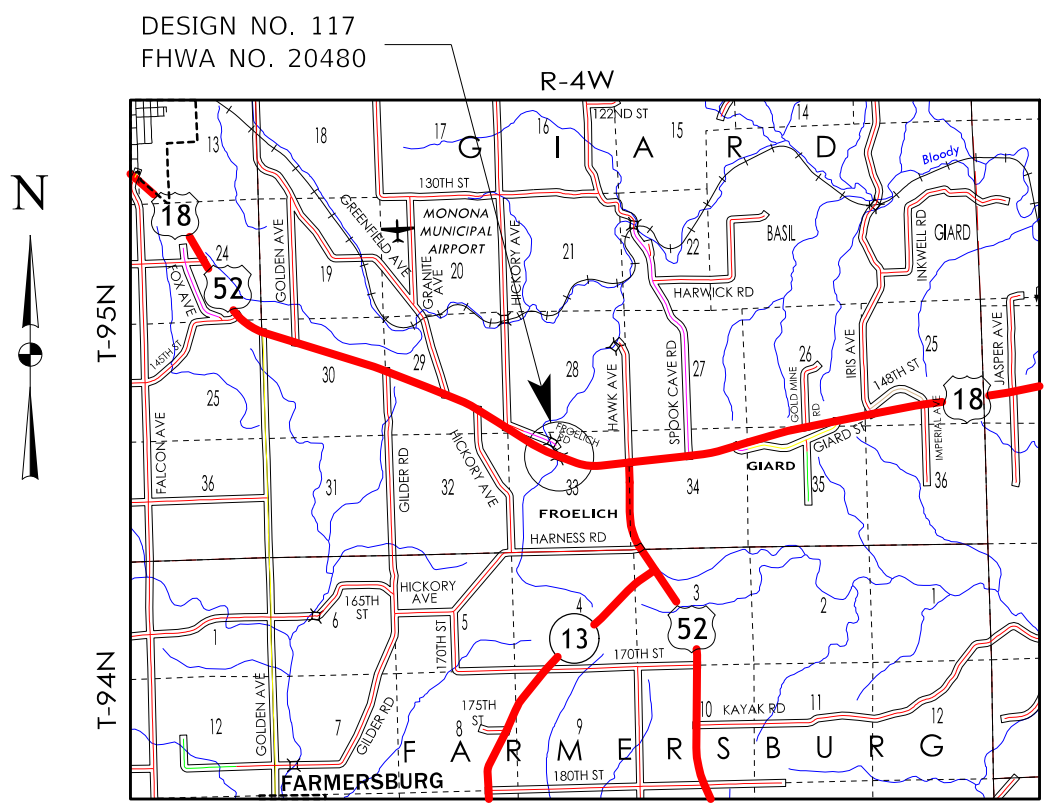 DESIGN NO. 117
FHWA NO. 20480
R-4W
N
T-95N
T-94N
122ND ST
14
15
16
17
18
13
G I A R D
Bloody
130TH ST
GREENFIELD AVE
MONONA
MUNICIPAL
AIRPORT
HICKORY AVE
BASIL
INKWELL RD
GIARD
18
24
FOX AVE
52
GOLDEN AVE
19
GRANITE
AVE
20
21
22
HARWICK RD
145TH ST
30
29
28
HAWK AVE
SPOOK CAVE RD
27
26
GOLD MINE
RD
IRIS AVE
148TH ST
25
JASPER AVE
18
25
FALCON AVE
GILDER RD
HICKORY AVE
FROELICH
RD
GIARD ST
IMPERIAL AVE
GIARD
36
31
32
33
34
35
36
FROELICH
HARNESS RD
165TH
ST
HICKORY
AVE
1
6
5
4
3
2
1
13
52
170TH ST
170TH ST
GOLDEN AVE
GILDER RD
12
7
175TH
ST
8
9
10
KAYAK RD
11
12
F A R M E R S B U R G
180TH ST
FARMERSBURG